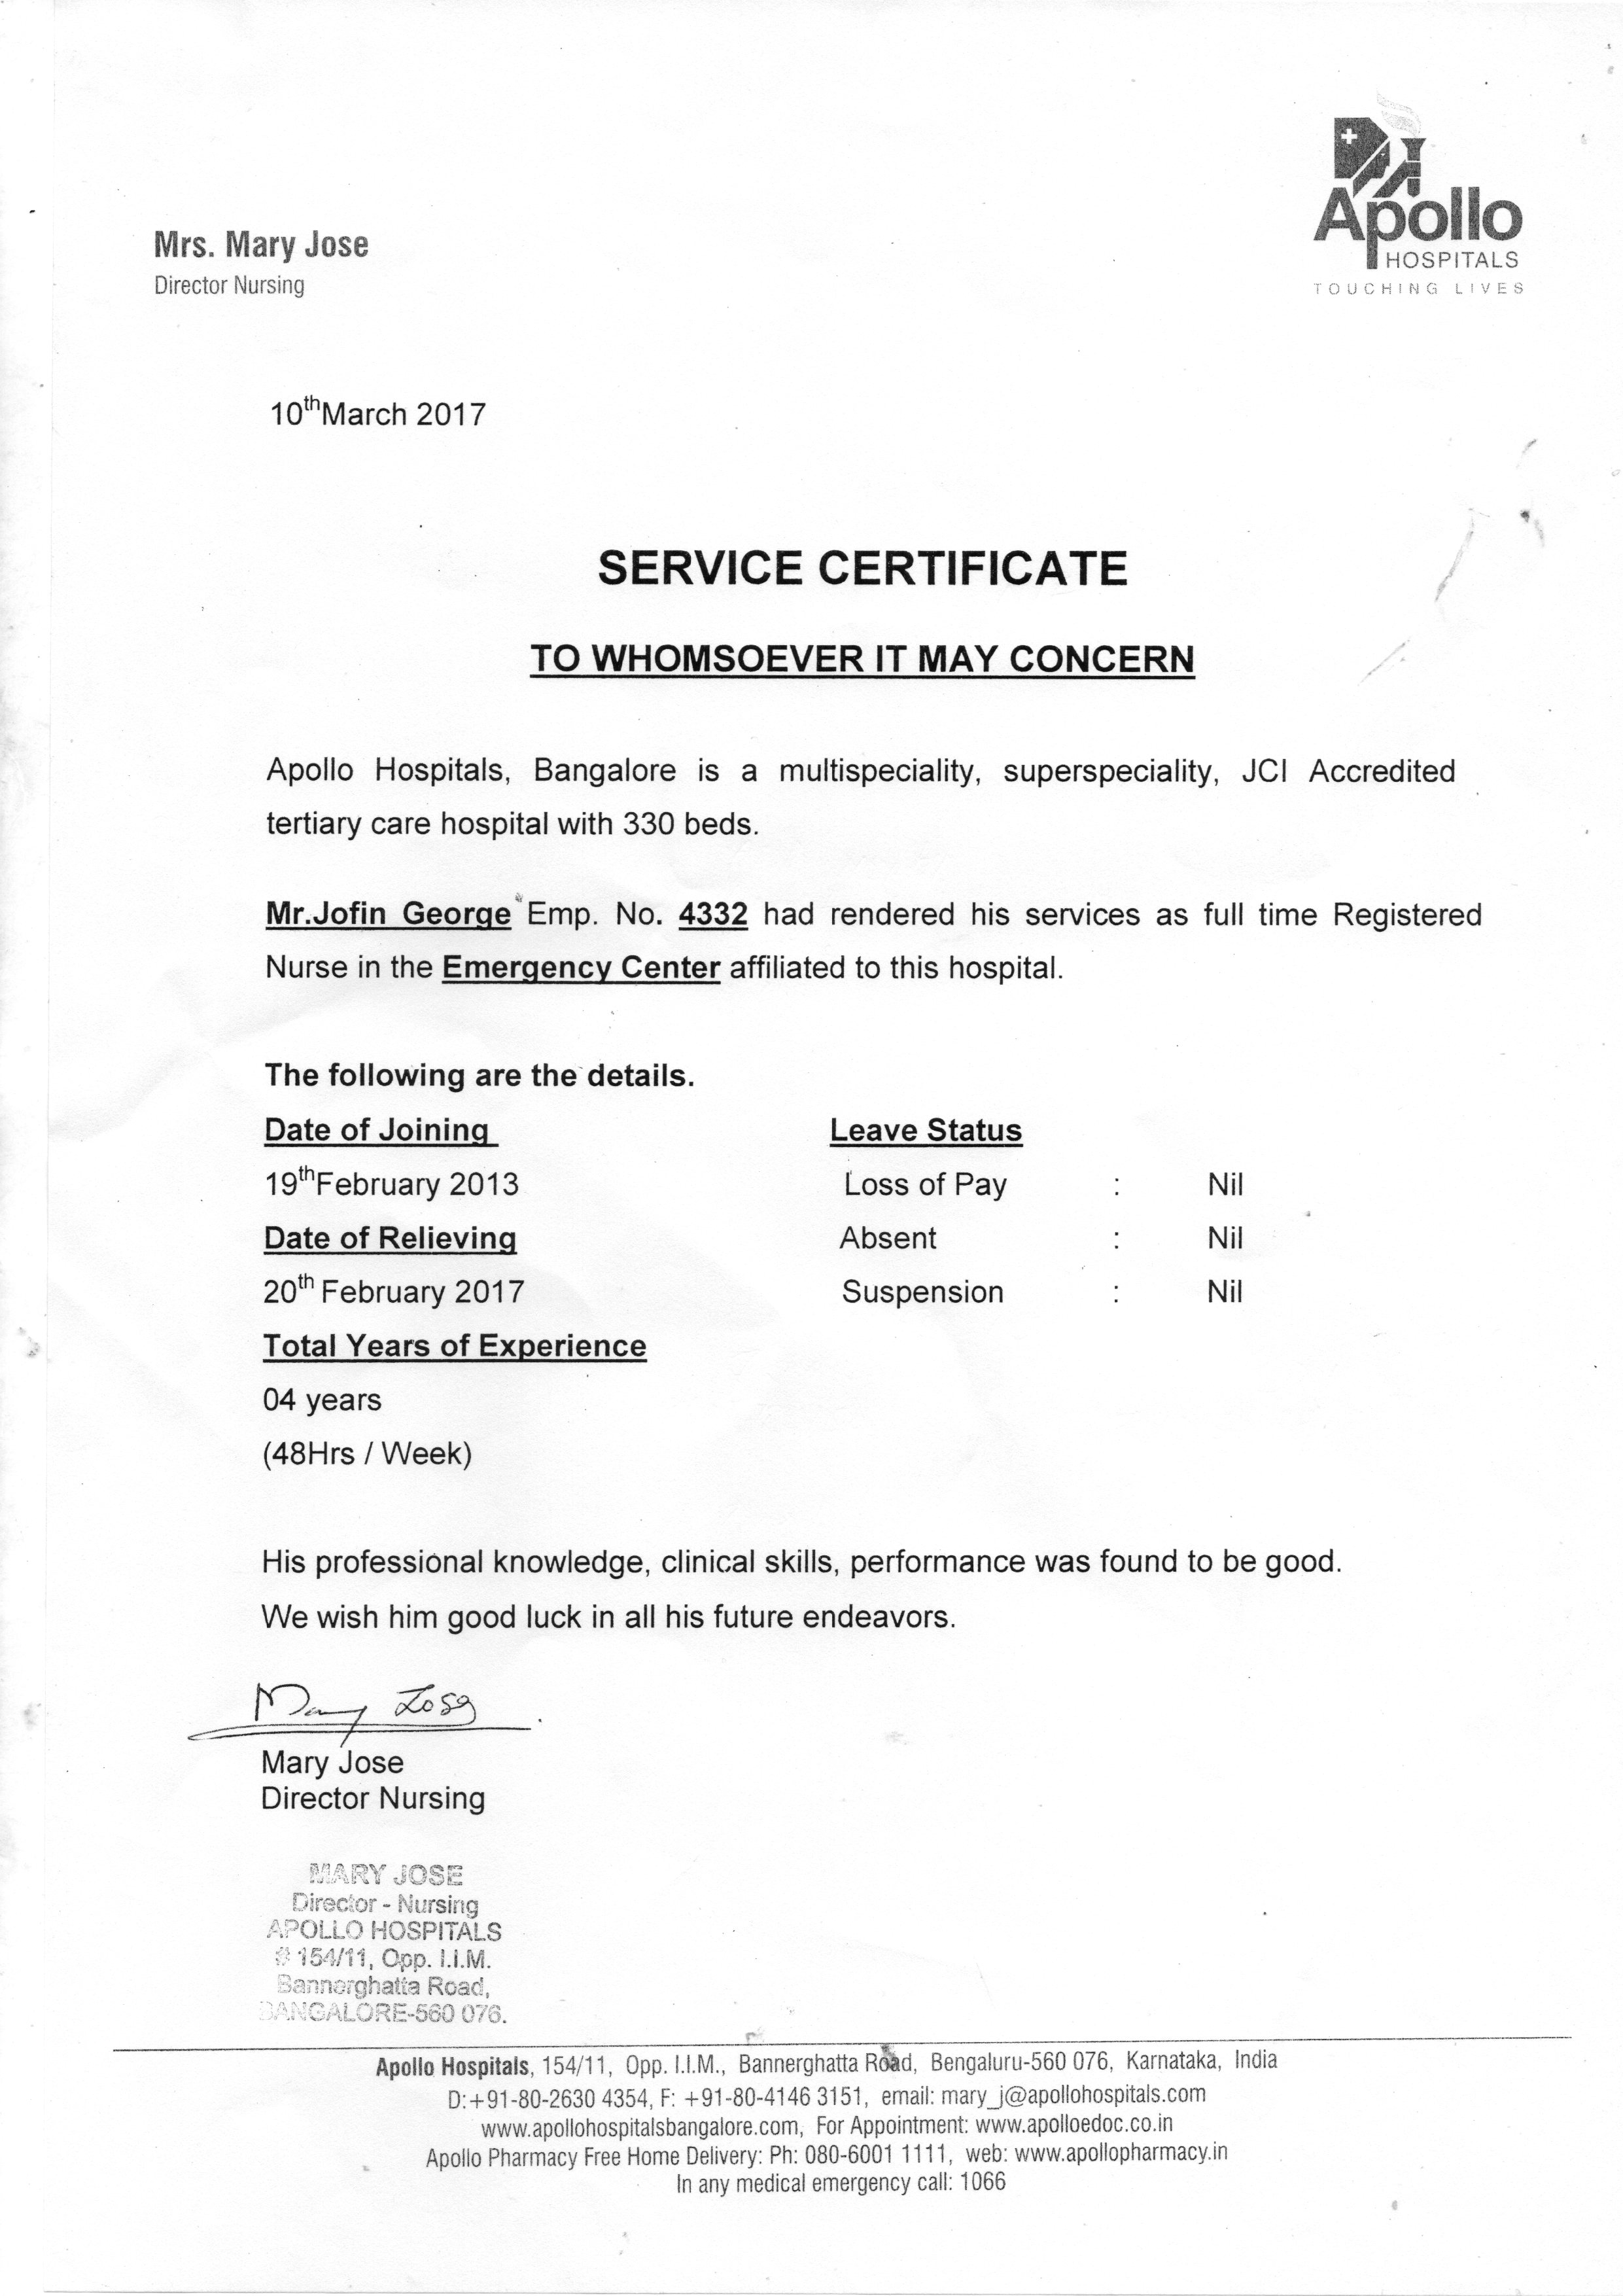 Apollo
HOSPITALS
TOUCHING LIVES
Mrs. Mary Jose
Director Nursing
10thMarch 2017
SERVICE CERTIFICATE
TO WHOMSOEVER IT MAY CONCERN
Apollo Hospitals, Bangalore is a multispeciality, superspeciality, JCI Accredited
tertiary care hospital with 330 beds.
Mr.Jofin George Emp. No. 4332 had rendered his services as full time Registered
Nurse in the Emergency Center affiliated to this hospital.
The following are the details.
Date of Joining Leave Status
19thFebruary 2013 Loss of Pay : Nil
Date of Relieving Absent : Nil
20th February 2017 Suspension : Nil
Total Years of Experience
04 years
(48Hrs / Week)
His professional knowledge, clinical skills, performance was found to be good.
We wish him good luck in all his future endeavors.
Mary Jose
Mary Jose
Director Nursing
MARY JOSE
Director - Nursing
APOLLO HOSPITALS
# 154/11, Opp. I.I.M.
Bannerghatta Road,
BANGALORE-560 076.
Apollo Hospitals, 154/11, Opp. I.I.M., Bannerghatta Road, Bengaluru-560 076, Karnataka, India
D:+91-80-2630 4354, F: +91-80-4146 3151, email: mary_j@apollohospitals.com
www.apollohospitalsbangalore.com, For Appointment: www.apolloedoc.co.in
Apollo Pharmacy Free Home Delivery: Ph: 080-6001 1111, web: www.apollopharmacy.in
In any medical emergency call: 1066